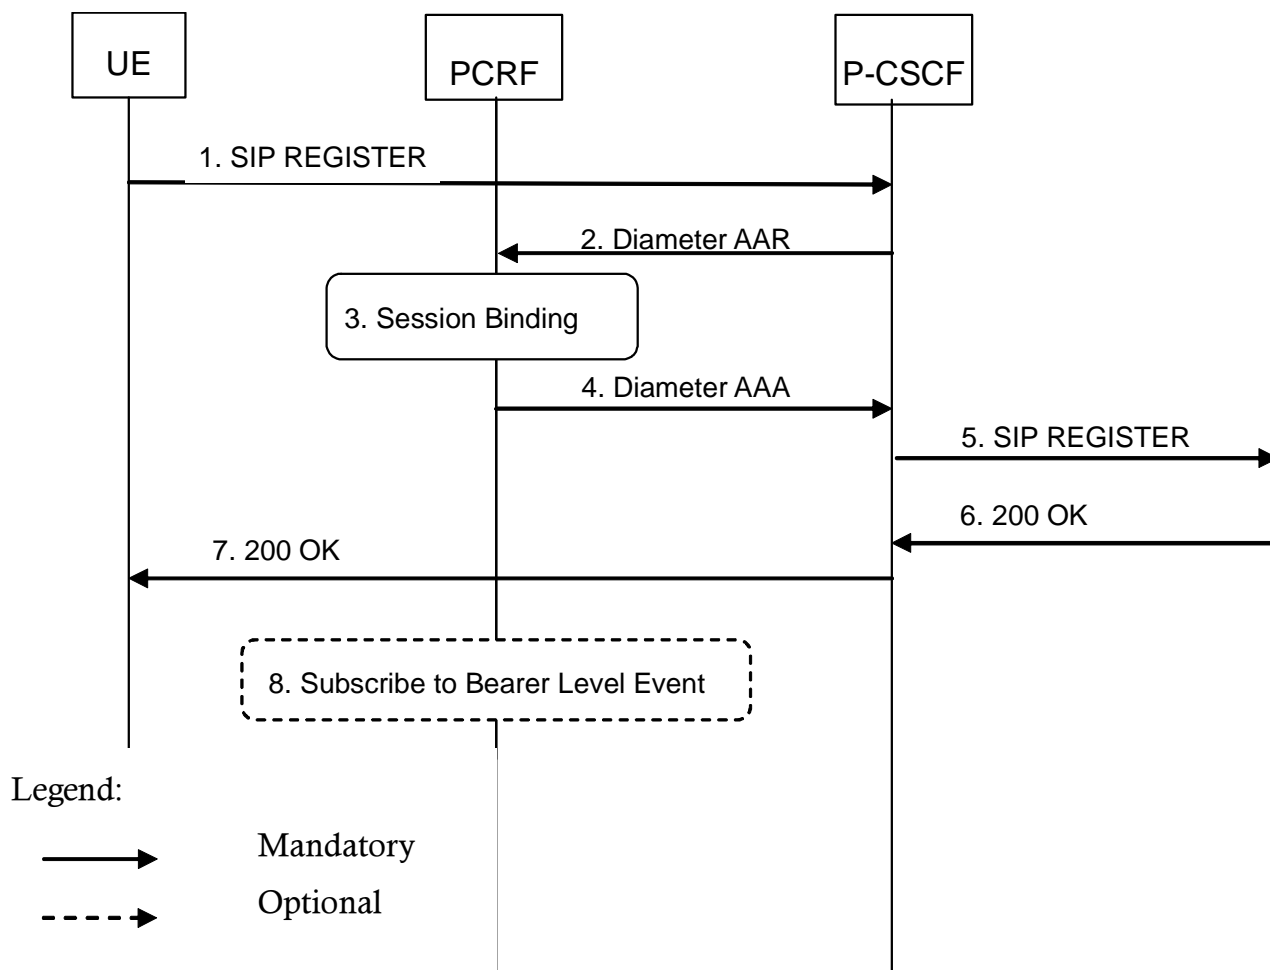 UE
PCRF
P-CSCF
1. SIP REGISTER
2. Diameter AAR
3. Session Binding
4. Diameter AAA
5. SIP REGISTER
6. 200 OK
7. 200 OK
8. Subscribe to Bearer Level Event
Legend:
Mandatory
Optional